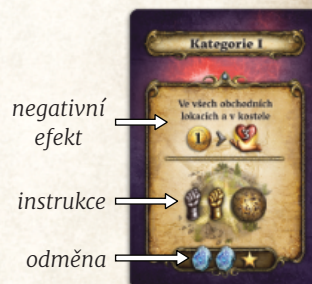 Kategorie I
negativní
efekt
Ve všech obchodních
lokacích a v kostele
1
instrukce
odměna